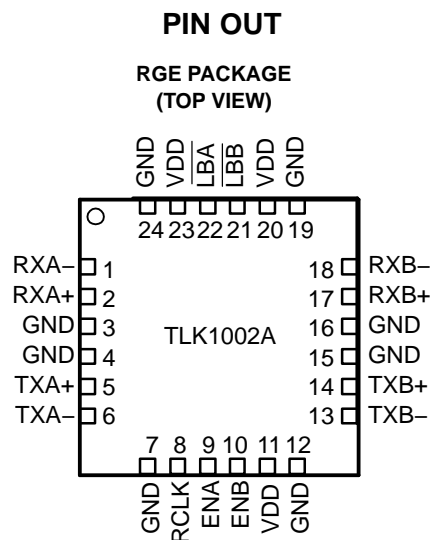 PIN OUT
RGE PACKAGE
(TOP VIEW)
GND VDD LBA LBB VDD GND
24 23 22 21 20 19
RXA− 1 18 RXB−
RXA+ 2 17 RXB+
GND 3 16 GND
TLK1002A
GND 4 15 GND
TXA+ 5 14 TXB+
TXA− 6 13 TXB−
7 8 9 10 11 12
GND RCLK ENA ENB VDD GND